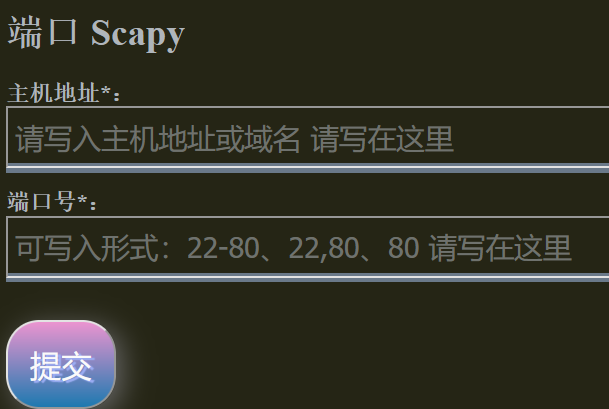 端口 Scapy
主机地址*：
请写入主机地址或域名 请写在这里
端口号*：
可写入形式：22-80、22,80、80 请写在这里
提交